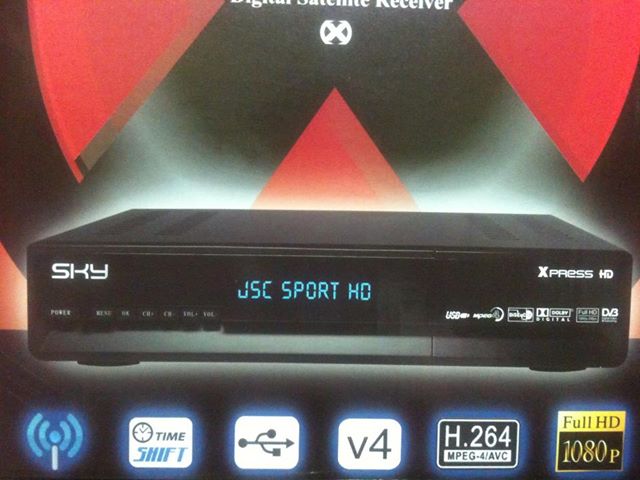 Digital Satellite Receiver
X
SKY
XPRESS HD
JSC SPORT HD
POWER MENU OK CH+ CH- VOL+ VOL-
USB
DOLBY DIGITAL
Full HD
DVB
TIME SHIFT
v4
H.264
MPEG-4/AVC
Full HD
1080P